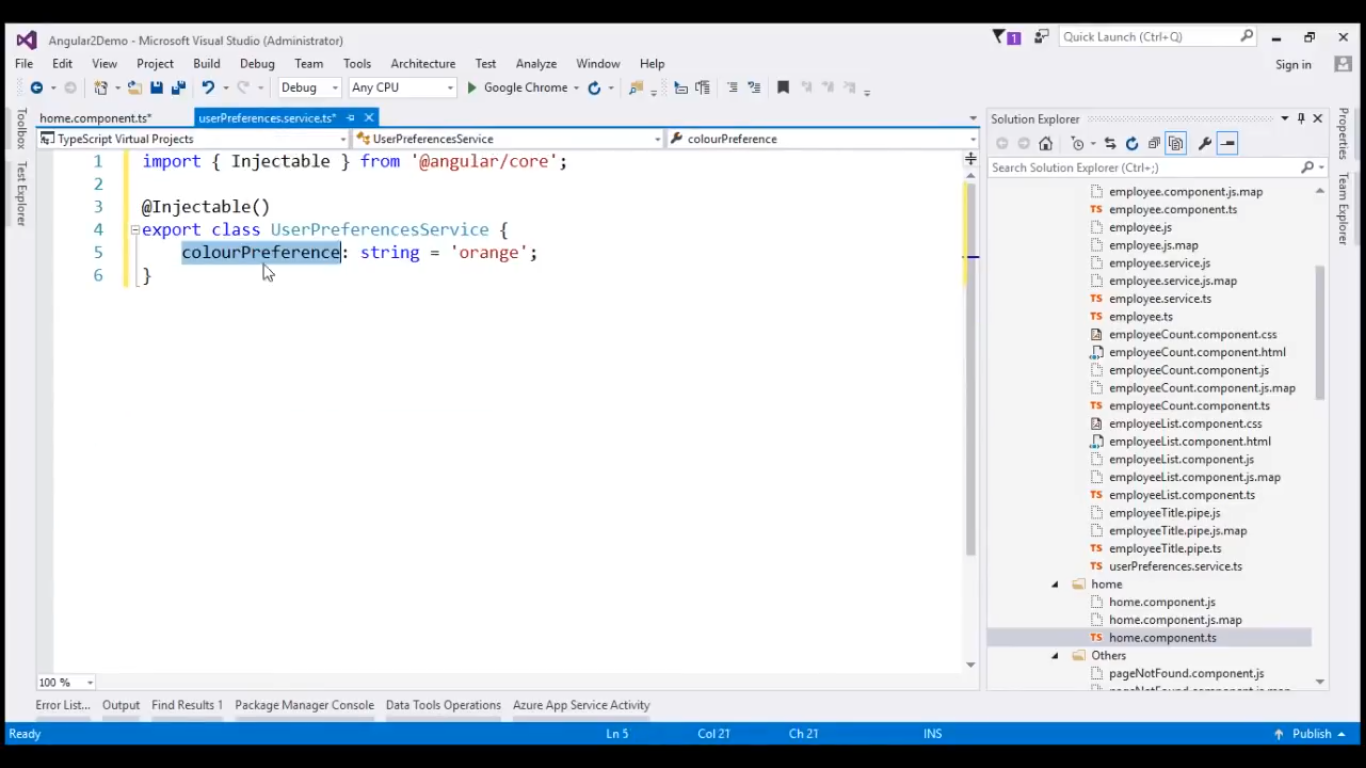 Angular2Demo - Microsoft Visual Studio (Administrator)
1
Quick Launch (Ctrl+Q)
File Edit View Project Build Debug Team Tools Architecture Test Analyze Window Help
Sign in
Debug Any CPU Google Chrome
Toolbox
Test Explorer
home.component.ts* userPreferences.service.ts*
TypeScript Virtual Projects UserPreferencesService colourPreference
1 import { Injectable } from '@angular/core';
2
3 @Injectable()
4 export class UserPreferencesService {
5 colourPreference: string = 'orange';
6 }
100 %
Solution Explorer
Search Solution Explorer (Ctrl+;)
employee.component.js.map
TS employee.component.ts
employee.js
employee.js.map
employee.service.js
employee.service.js.map
TS employee.service.ts
TS employee.ts
employeeCount.component.css
employeeCount.component.html
employeeCount.component.js
employeeCount.component.js.map
TS employeeCount.component.ts
employeeList.component.css
employeeList.component.html
employeeList.component.js
employeeList.component.js.map
TS employeeList.component.ts
employeeTitle.pipe.js
employeeTitle.pipe.js.map
TS employeeTitle.pipe.ts
TS userPreferences.service.ts
home
home.component.js
home.component.js.map
TS home.component.ts
Others
pageNotFound.component.js
Properties
Team Explorer
Error List... Output Find Results 1 Package Manager Console Data Tools Operations Azure App Service Activity
Ready Ln 5 Col 21 Ch 21 INS Publish